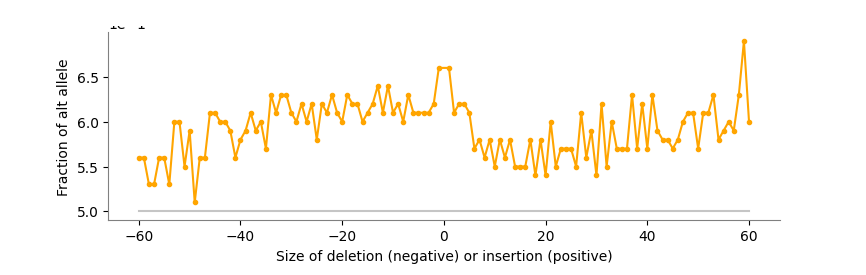 6.5
6.0
5.5
5.0
Fraction of alt allele
−60 −40 −20 0 20 40 60
Size of deletion (negative) or insertion (positive)